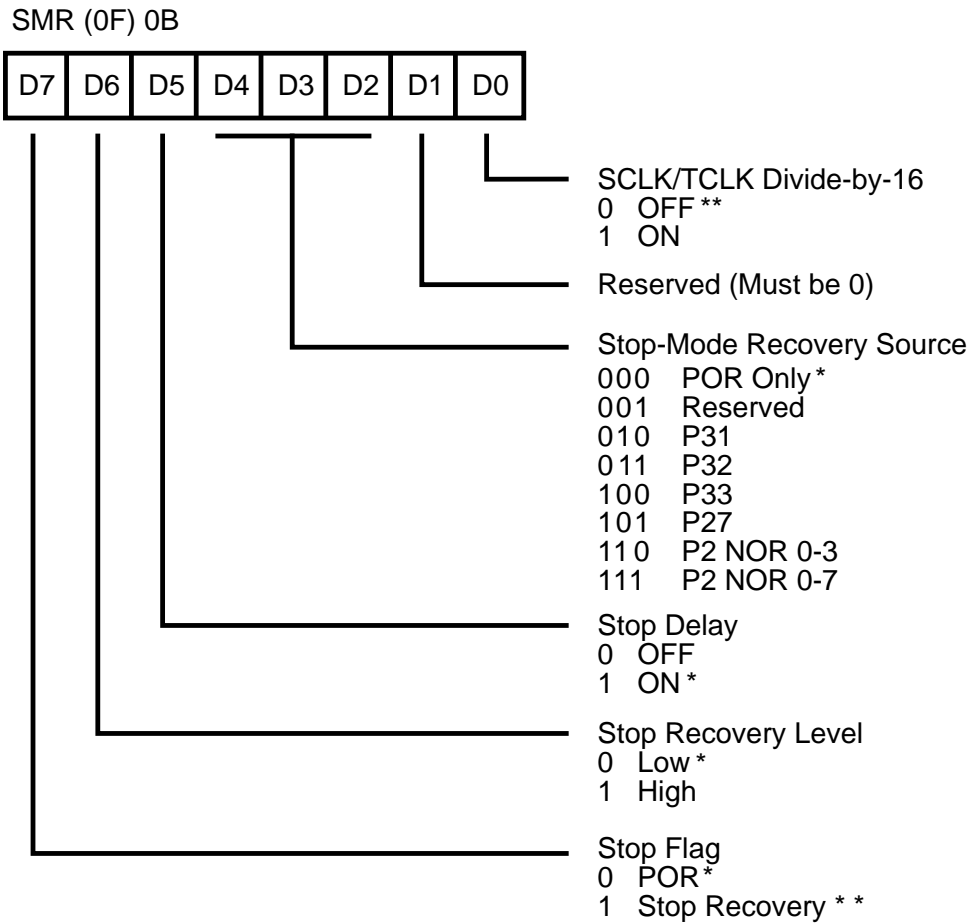 SMR (0F) 0B
D7 D6 D5 D4 D3 D2 D1 D0
SCLK/TCLK Divide-by-16
0 OFF **
1 ON
Reserved (Must be 0)
Stop-Mode Recovery Source
000 POR Only *
001 Reserved
010 P31
011 P32
100 P33
101 P27
110 P2 NOR 0-3
111 P2 NOR 0-7
Stop Delay
0 OFF
1 ON *
Stop Recovery Level
0 Low *
1 High
Stop Flag
0 POR *
1 Stop Recovery * *